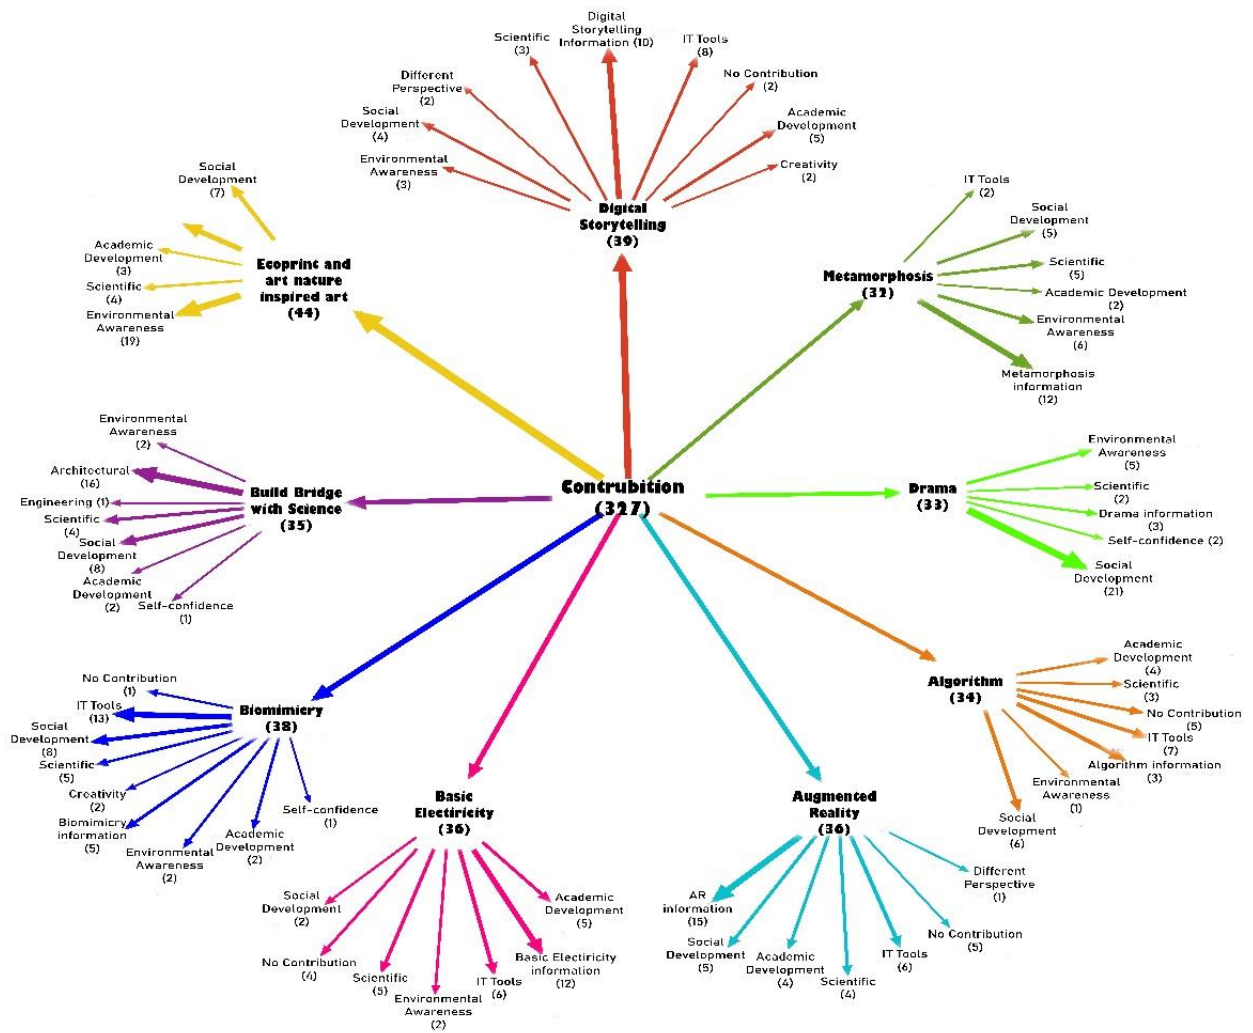 Digital
Storytelling
Information (10)
Scientific
(3)
IT Tools
(8)
Different
Perspective
(2)
No Contribution
(2)
Social
Development
(4)
Academic
Development
(5)
Environmental
Awareness
(3)
Creativity
(2)
Digital
Storytelling
(39)
Social
Development
(7)
Academic
Development
(3)
Scientific
(4)
Environmental
Awareness
(19)
Ecoprint and
art nature
inspired art
(44)
IT Tools
(2)
Social
Development
(5)
Scientific
(5)
Academic Development
(2)
Environmental
Awareness
(6)
Metamorphosis
information
(12)
Metamorphosis
(32)
Environmental
Awareness
(2)
Architectural
(16)
Engineering (1)
Scientific
(4)
Social
Development
(8)
Academic
Development
(2)
Self-confidence
(1)
Build Bridge
with Science
(35)
Contrubition
(327)
Drama
(33)
Environmental
Awareness
(5)
Scientific
(2)
Drama information
(3)
Self-confidence (2)
Social
Development
(21)
No Contribution
(1)
IT Tools
(13)
Social
Development
(8)
Scientific
(5)
Creativity
(2)
Biomimicry
information
(5)
Environmental
Awareness
(2)
Academic
Development
(2)
Self-confidence
(1)
Biomimicry
(38)
Algorithm
(34)
Academic
Development
(4)
Scientific
(3)
No Contribution
(5)
IT Tools
(7)
Algorithm information
(3)
Environmental
Awareness
(1)
Social
Development
(6)
Basic
Electiricity
(36)
Social
Development
(2)
No Contribution
(4)
Scientific
(5)
Environmental
Awareness
(2)
IT Tools
(6)
Basic Electiricity
information
(12)
Academic
Development
(5)
Augmented
Reality
(36)
AR
information
(15)
Social
Development
(5)
Academic
Development
(4)
Scientific
(4)
IT Tools
(6)
No Contribution
(5)
Different
Perspective
(1)